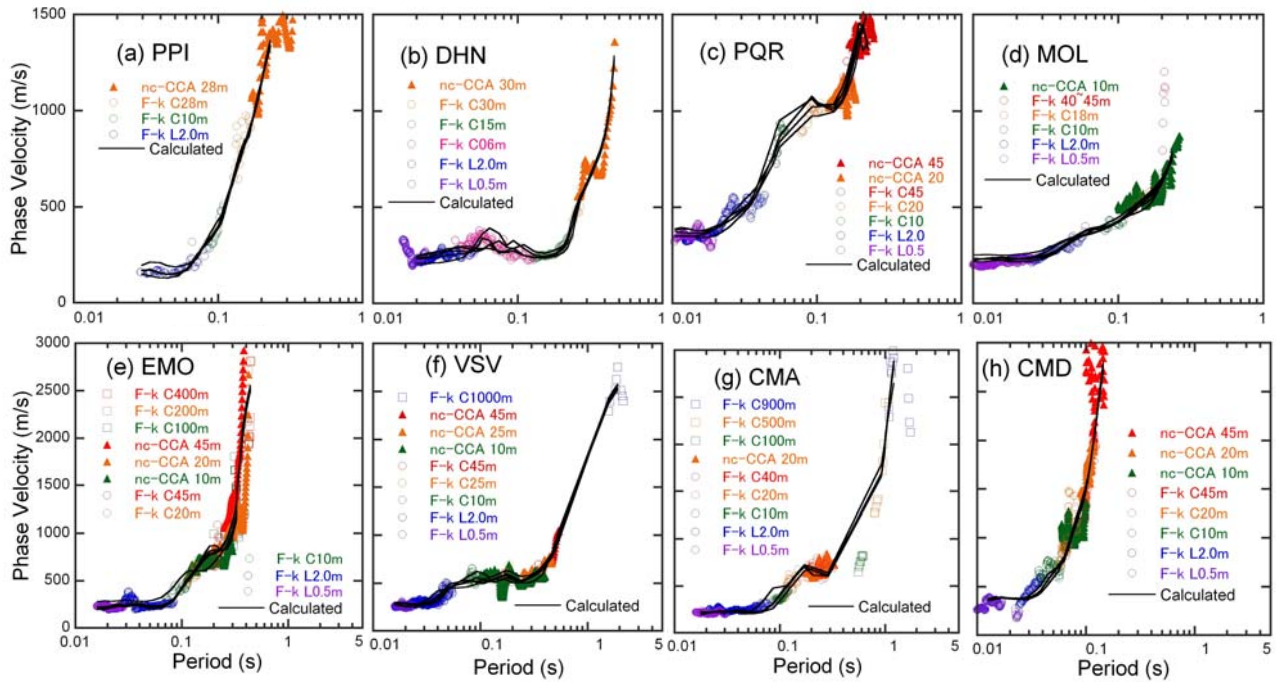 (a) PPI
nc-CCA 28m
F-k C28m
F-k C10m
F-k L2.0m
Calculated
(b) DHN
nc-CCA 30m
F-k C30m
F-k C15m
F-k C06m
F-k L2.0m
F-k L0.5m
Calculated
(c) PQR
nc-CCA 45
nc-CCA 20
F-k C45
F-k C20
F-k C10
F-k L2.0
F-k L0.5
Calculated
(d) MOL
nc-CCA 10m
F-k 40~45m
F-k C18m
F-k C10m
F-k L2.0m
F-k L0.5m
Calculated
Phase Velocity (m/s)
1500
1000
500
0
0.01 0.1 1
0.01 0.1 1
0.01 0.1 1
0.01 0.1 1
(e) EMO
F-k C400m
F-k C200m
F-k C100m
nc-CCA 45m
nc-CCA 20m
nc-CCA 10m
F-k C45m
F-k C20m
F-k C10m
F-k L2.0m
F-k L0.5m
Calculated
(f) VSV
F-k C1000m
nc-CCA 45m
nc-CCA 25m
nc-CCA 10m
F-k C45m
F-k C25m
F-k C10m
F-k L2.0m
F-k L0.5m
Calculated
(g) CMA
F-k C900m
F-k C500m
F-k C100m
nc-CCA 20m
F-k C40m
F-k C20m
F-k C10m
F-k L2.0m
F-k L0.5m
Calculated
(h) CMD
nc-CCA 45m
nc-CCA 20m
nc-CCA 10m
F-k C45m
F-k C20m
F-k C10m
F-k L2.0m
F-k L0.5m
Calculated
Phase Velocity (m/s)
3000
2500
2000
1500
1000
500
0
0.01 0.1 1 5
0.01 0.1 1 5
0.01 0.1 1 5
0.01 0.1 1 5
Period (s)
Period (s)
Period (s)
Period (s)